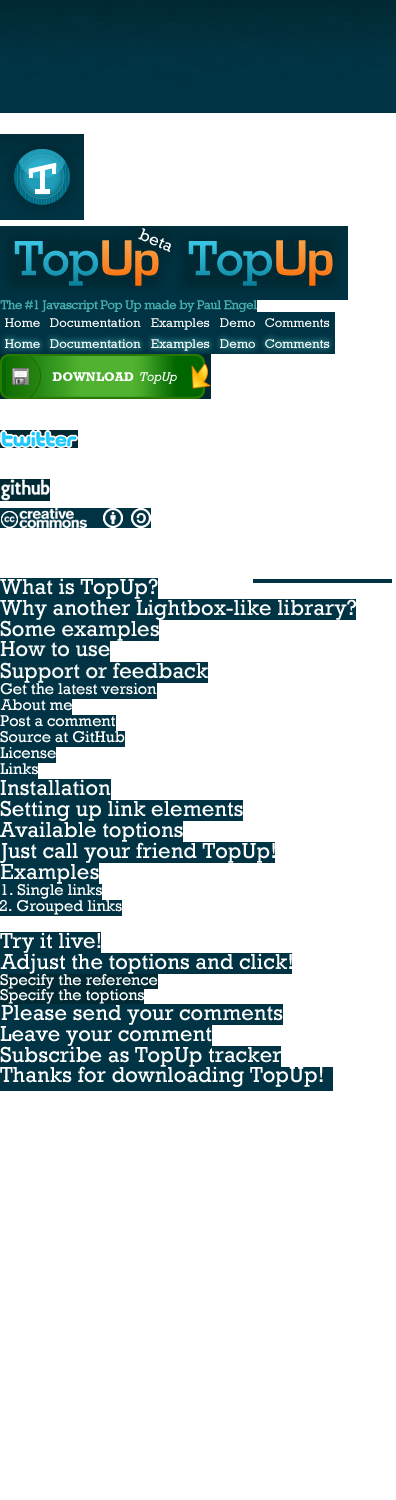 T
TopUp beta TopUp
The #1 Javascript Pop Up made by Paul Engel
Home Documentation Examples Demo Comments
Home Documentation Examples Demo Comments
DOWNLOAD TopUp
twitter
github
cc creative commons
What is TopUp?
Why another Lightbox-like library?
Some examples
How to use
Support or feedback
Get the latest version
About me
Post a comment
Source at GitHub
License
Links
Installation
Setting up link elements
Available toptions
Just call your friend TopUp!
Examples
1. Single links
2. Grouped links
Try it live!
Adjust the toptions and click!
Specify the reference
Specify the toptions
Please send your comments
Leave your comment
Subscribe as TopUp tracker
Thanks for downloading TopUp!